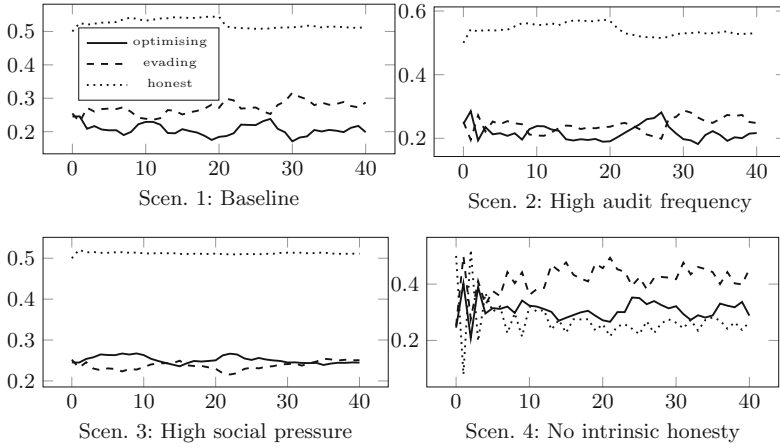 0.5
0.4
0.3
0.2
optimising
evading
honest
0 10 20 30 40
Scen. 1: Baseline
0.6
0.4
0.2
0 10 20 30 40
Scen. 2: High audit frequency
0.5
0.4
0.3
0.2
0 10 20 30 40
Scen. 3: High social pressure
0.4
0.2
0 10 20 30 40
Scen. 4: No intrinsic honesty